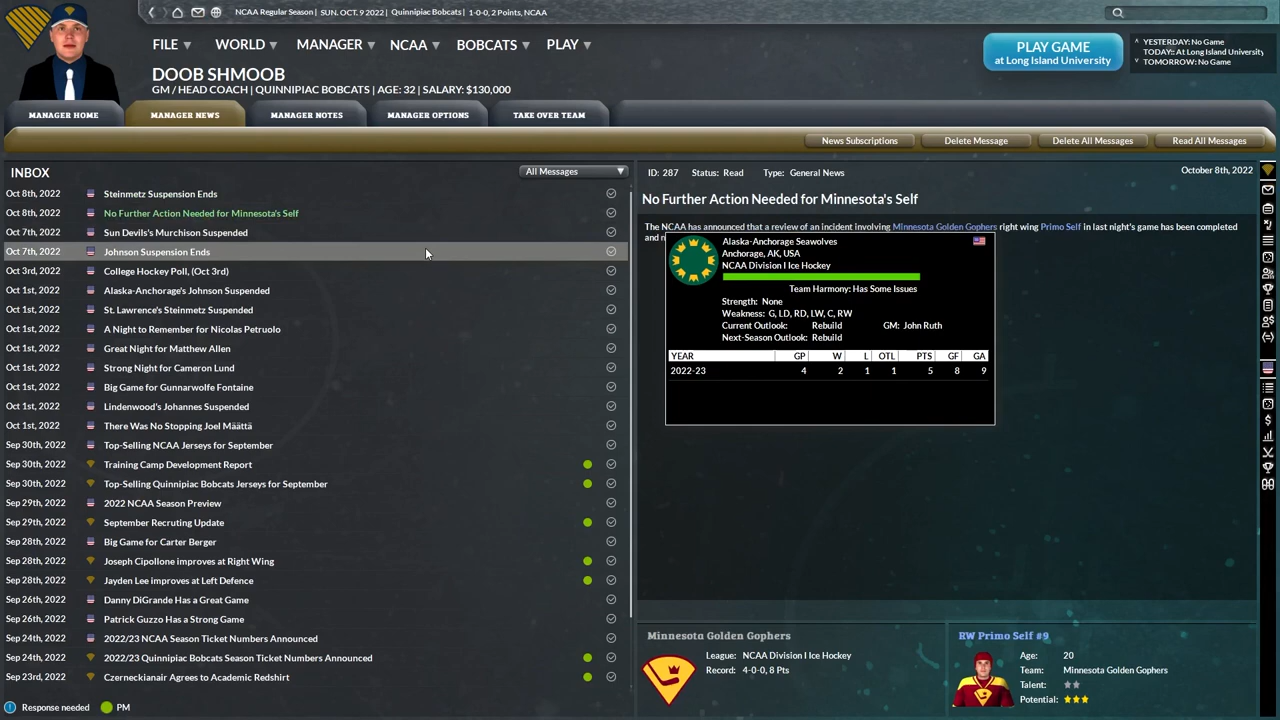 NCAA Regular Season | SUN. OCT. 9 2022 | Quinnipiac Bobcats | 1-0-0, 2 Points, NCAA
FILE WORLD MANAGER NCAA BOBCATS PLAY
PLAY GAME
at Long Island University
YESTERDAY: No Game
TODAY:: At Long Island University
TOMORROW: No Game
DOOB SHMOOB
GM / HEAD COACH | QUINNIPIAC BOBCATS | AGE: 32 | SALARY: $130,000
MANAGER HOME MANAGER NEWS MANAGER NOTES MANAGER OPTIONS TAKE OVER TEAM
News Subscriptions Delete Message Delete All Messages Read All Messages
INBOX All Messages
Oct 8th, 2022 Steinmetz Suspension Ends
Oct 8th, 2022 No Further Action Needed for Minnesota's Self
Oct 7th, 2022 Sun Devils's Murchison Suspended
Oct 7th, 2022 Johnson Suspension Ends
Oct 3rd, 2022 College Hockey Poll, (Oct 3rd)
Oct 1st, 2022 Alaska-Anchorage's Johnson Suspended
Oct 1st, 2022 St. Lawrence's Steinmetz Suspended
Oct 1st, 2022 A Night to Remember for Nicolas Petruolo
Oct 1st, 2022 Great Night for Matthew Allen
Oct 1st, 2022 Strong Night for Cameron Lund
Oct 1st, 2022 Big Game for Gunnarwolfe Fontaine
Oct 1st, 2022 Lindenwood's Johannes Suspended
Oct 1st, 2022 There Was No Stopping Joel Määttä
Sep 30th, 2022 Top-Selling NCAA Jerseys for September
Sep 30th, 2022 Training Camp Development Report
Sep 30th, 2022 Top-Selling Quinnipiac Bobcats Jerseys for September
Sep 29th, 2022 2022 NCAA Season Preview
Sep 29th, 2022 September Recruting Update
Sep 28th, 2022 Big Game for Carter Berger
Sep 28th, 2022 Joseph Cipollone improves at Right Wing
Sep 28th, 2022 Jayden Lee improves at Left Defence
Sep 26th, 2022 Danny DiGrande Has a Great Game
Sep 26th, 2022 Patrick Guzzo Has a Strong Game
Sep 24th, 2022 2022/23 NCAA Season Ticket Numbers Announced
Sep 24th, 2022 2022/23 Quinnipiac Bobcats Season Ticket Numbers Announced
Sep 23rd, 2022 Czerneckianair Agrees to Academic Redshirt
Response needed PM
ID: 287 Status: Read Type: General News October 8th, 2022
No Further Action Needed for Minnesota's Self
The NCAA has announced that a review of an incident involving Minnesota Golden Gophers right wing Primo Self in last night's game has been completed
and
Alaska-Anchorage Seawolves
Anchorage, AK, USA
NCAA Division I Ice Hockey
Team Harmony: Has Some Issues
Strength: None
Weakness: G, LD, RD, LW, C, RW
Current Outlook: Rebuild GM: John Ruth
Next-Season Outlook: Rebuild
YEAR GP W L OTL PTS GF GA
2022-23 4 2 1 1 5 8 9
Minnesota Golden Gophers
League: NCAA Division I Ice Hockey
Record: 4-0-0, 8 Pts
RW Primo Self #9
Age: 20
Team: Minnesota Golden Gophers
Talent:
Potential: